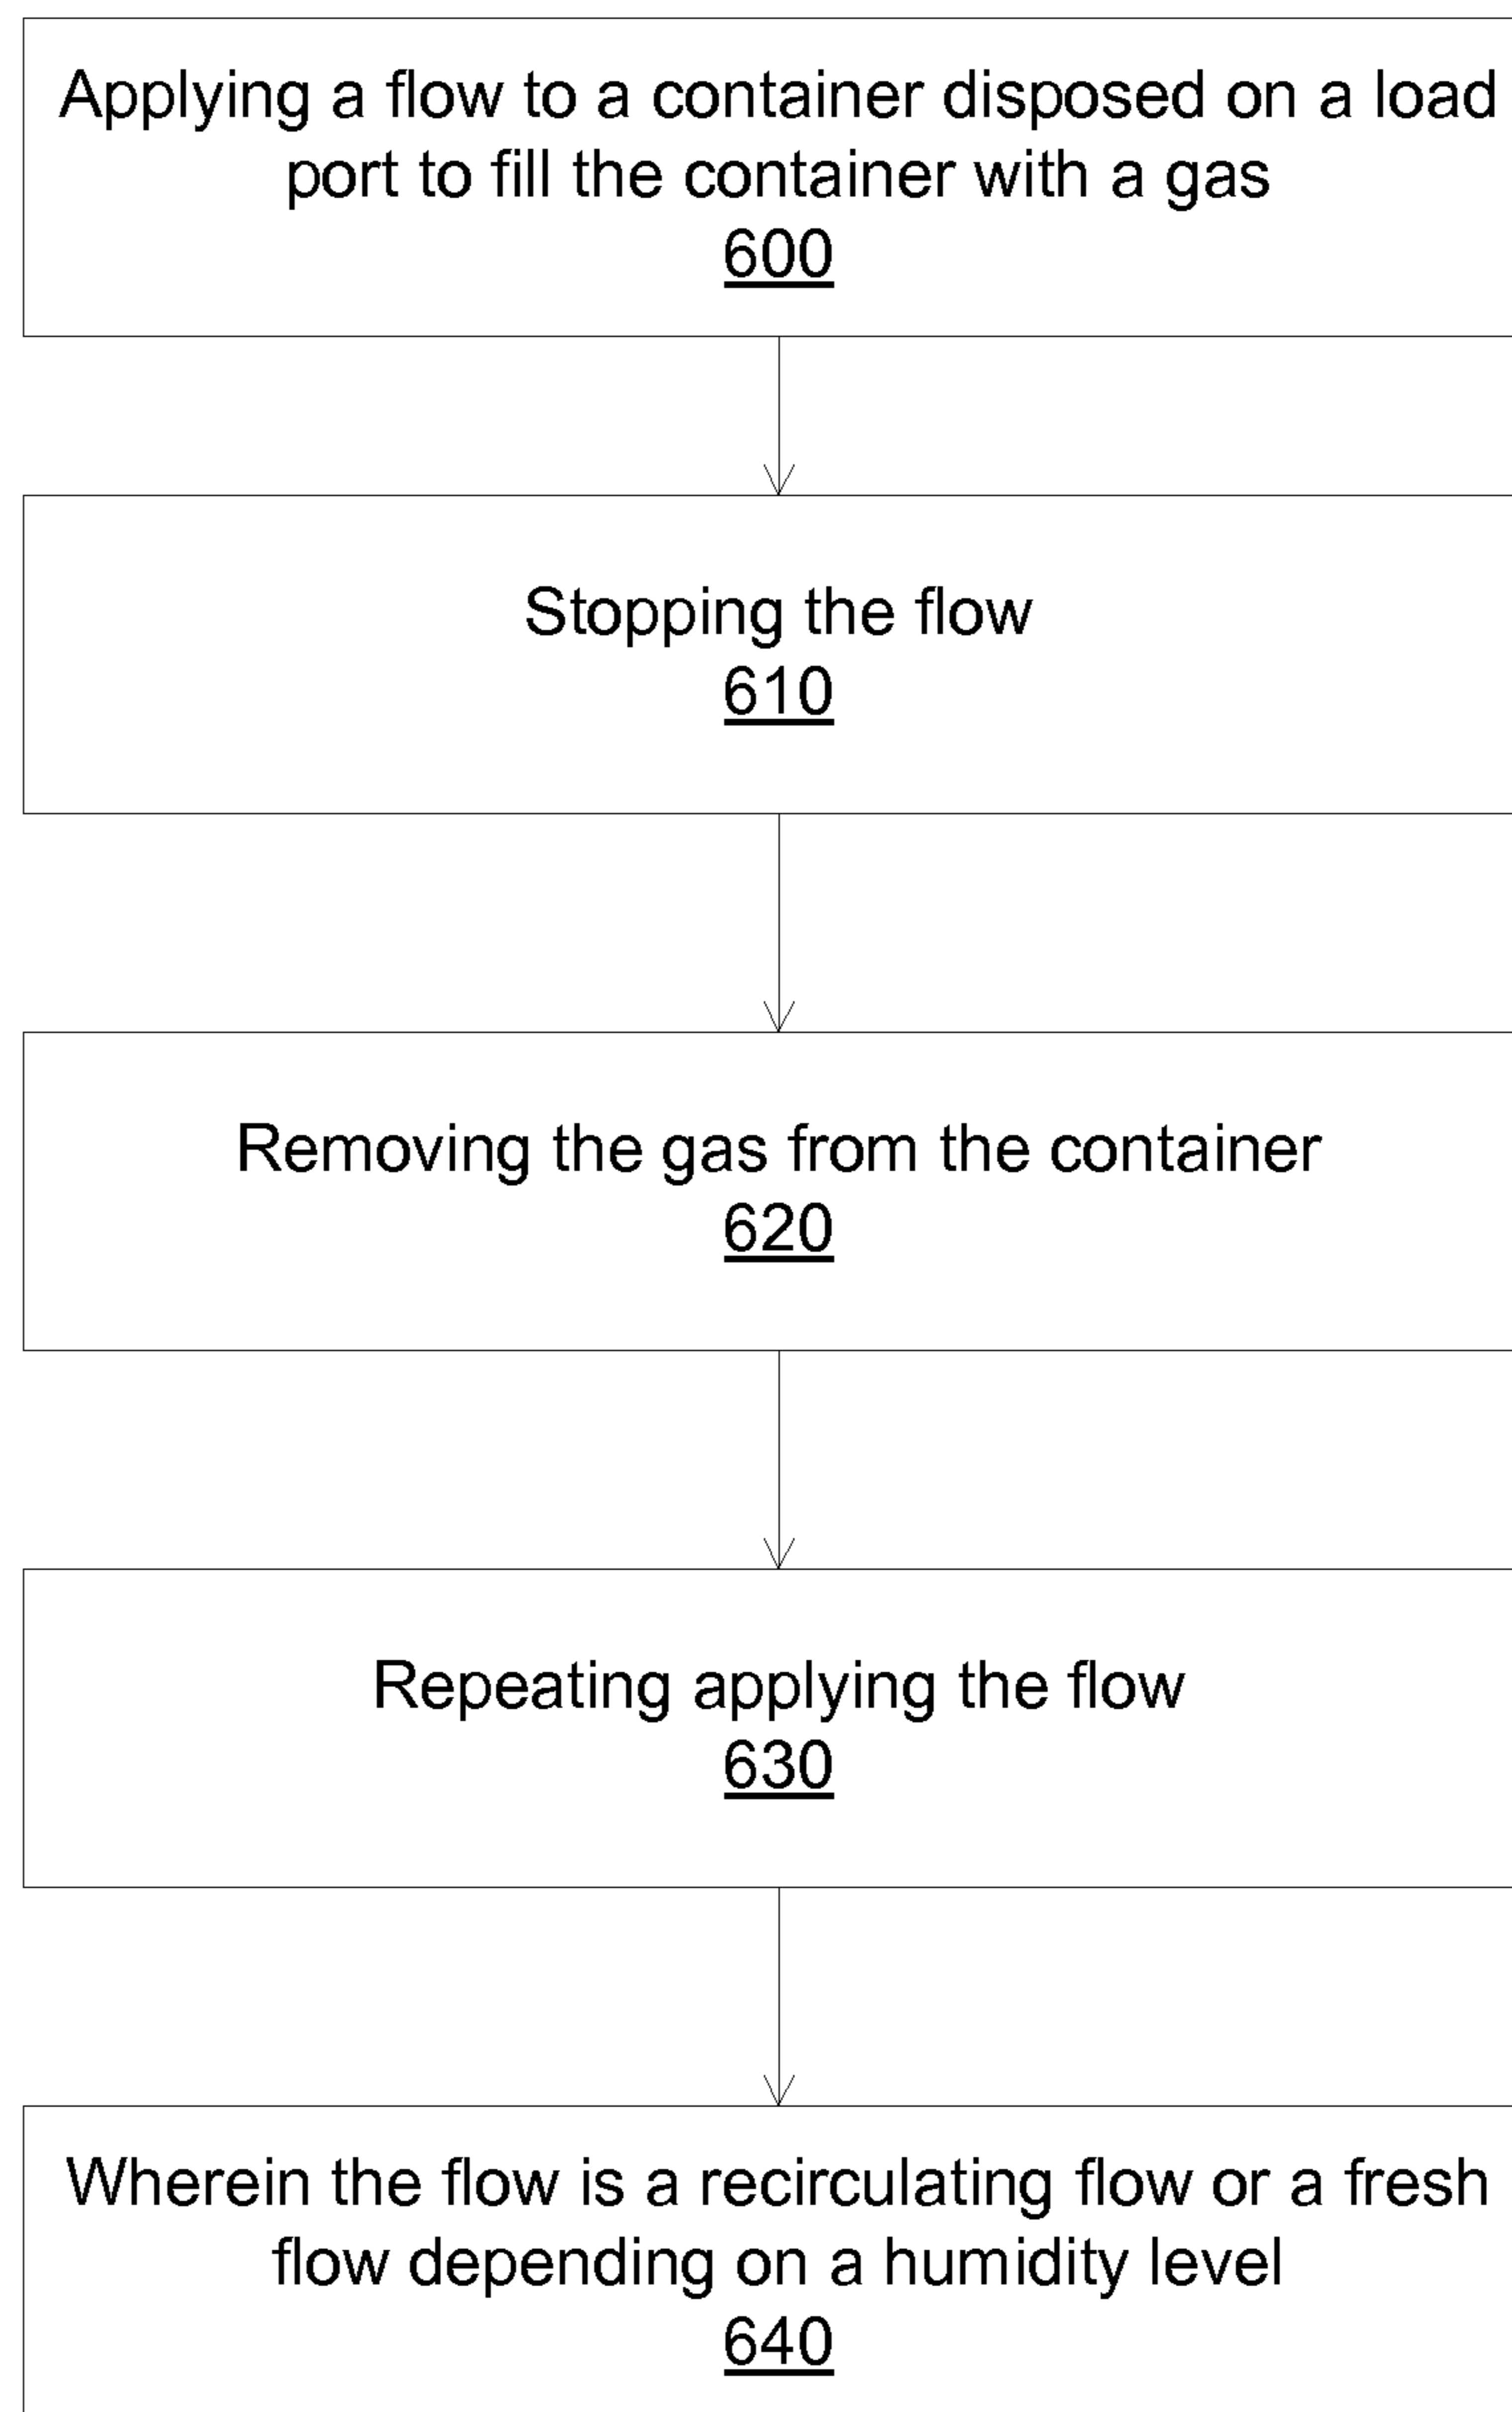 Applying a flow to a container disposed on a load
port to fill the container with a gas
600
Stopping the flow
610
Removing the gas from the container
620
Repeating applying the flow
630
Wherein the flow is a recirculating flow or a fresh
flow depending on a humidity level
640